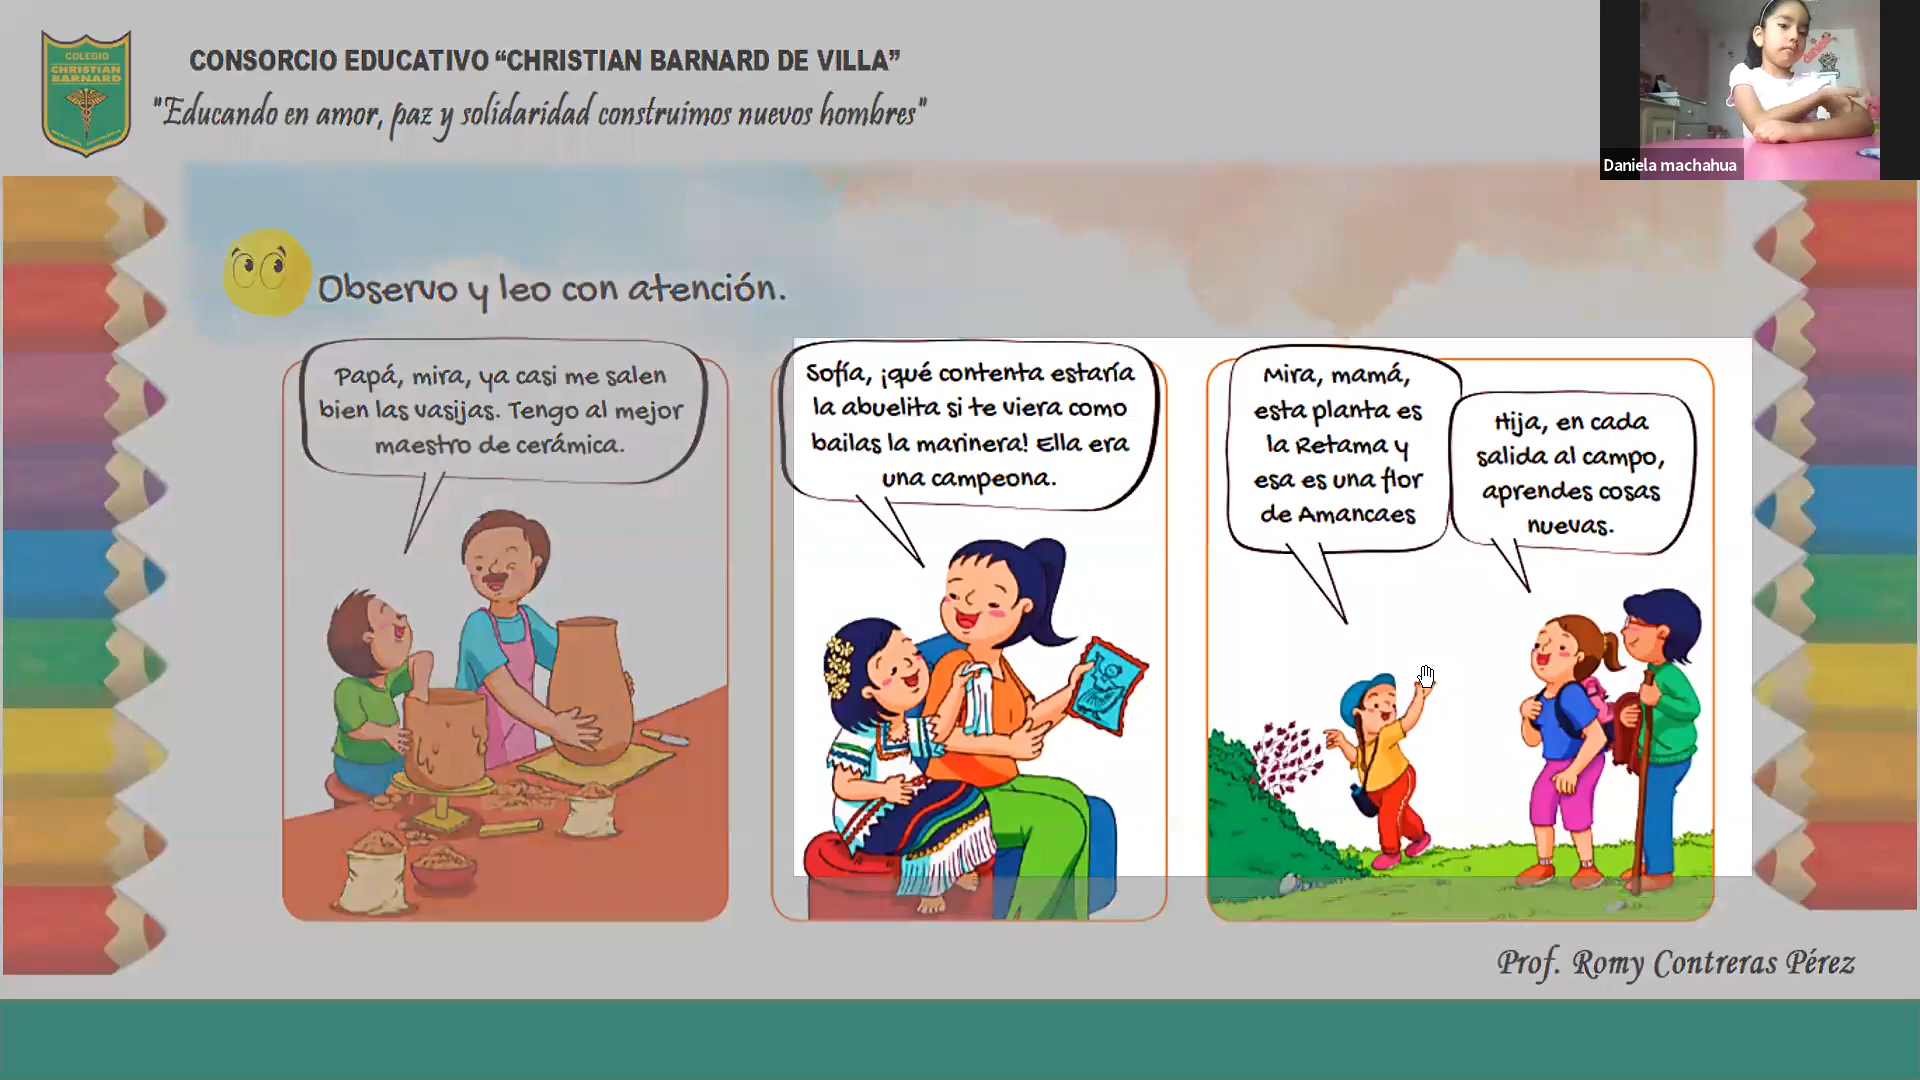 COLEGIO
CHRISTIAN
BARNARD
CONSORCIO EDUCATIVO “CHRISTIAN BARNARD DE VILLA”
"Educando en amor, paz y solidaridad construimos nuevos hombres"
Daniela machahua
Observo y leo con atención.
Papá, mira, ya casi me salen
bien las vasijas. Tengo al mejor
maestro de cerámica.
Sofía, ¡qué contenta estaría
la abuelita si te viera como
bailas la marinera! Ella era
una campeona.
Mira, mamá,
esta planta es
la Retama y
esa es una flor
de Amancaes
Hija, en cada
salida al campo,
aprendes cosas
nuevas.
Prof. Romy Contreras Pérez